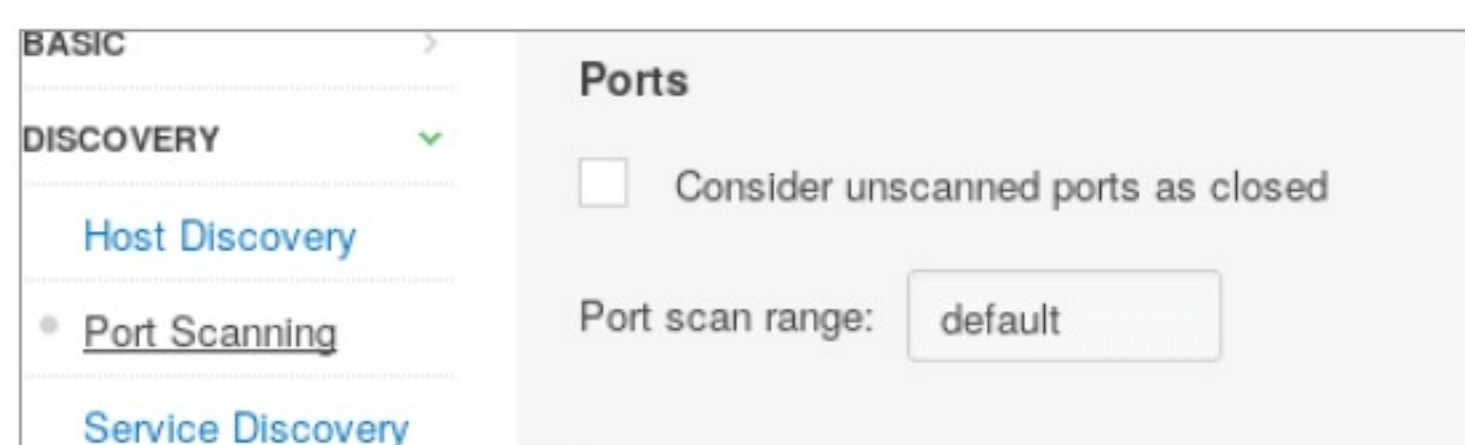 BASIC
DISCOVERY
Host Discovery
Port Scanning
Service Discovery
Ports
Consider unscanned ports as closed
Port scan range: default